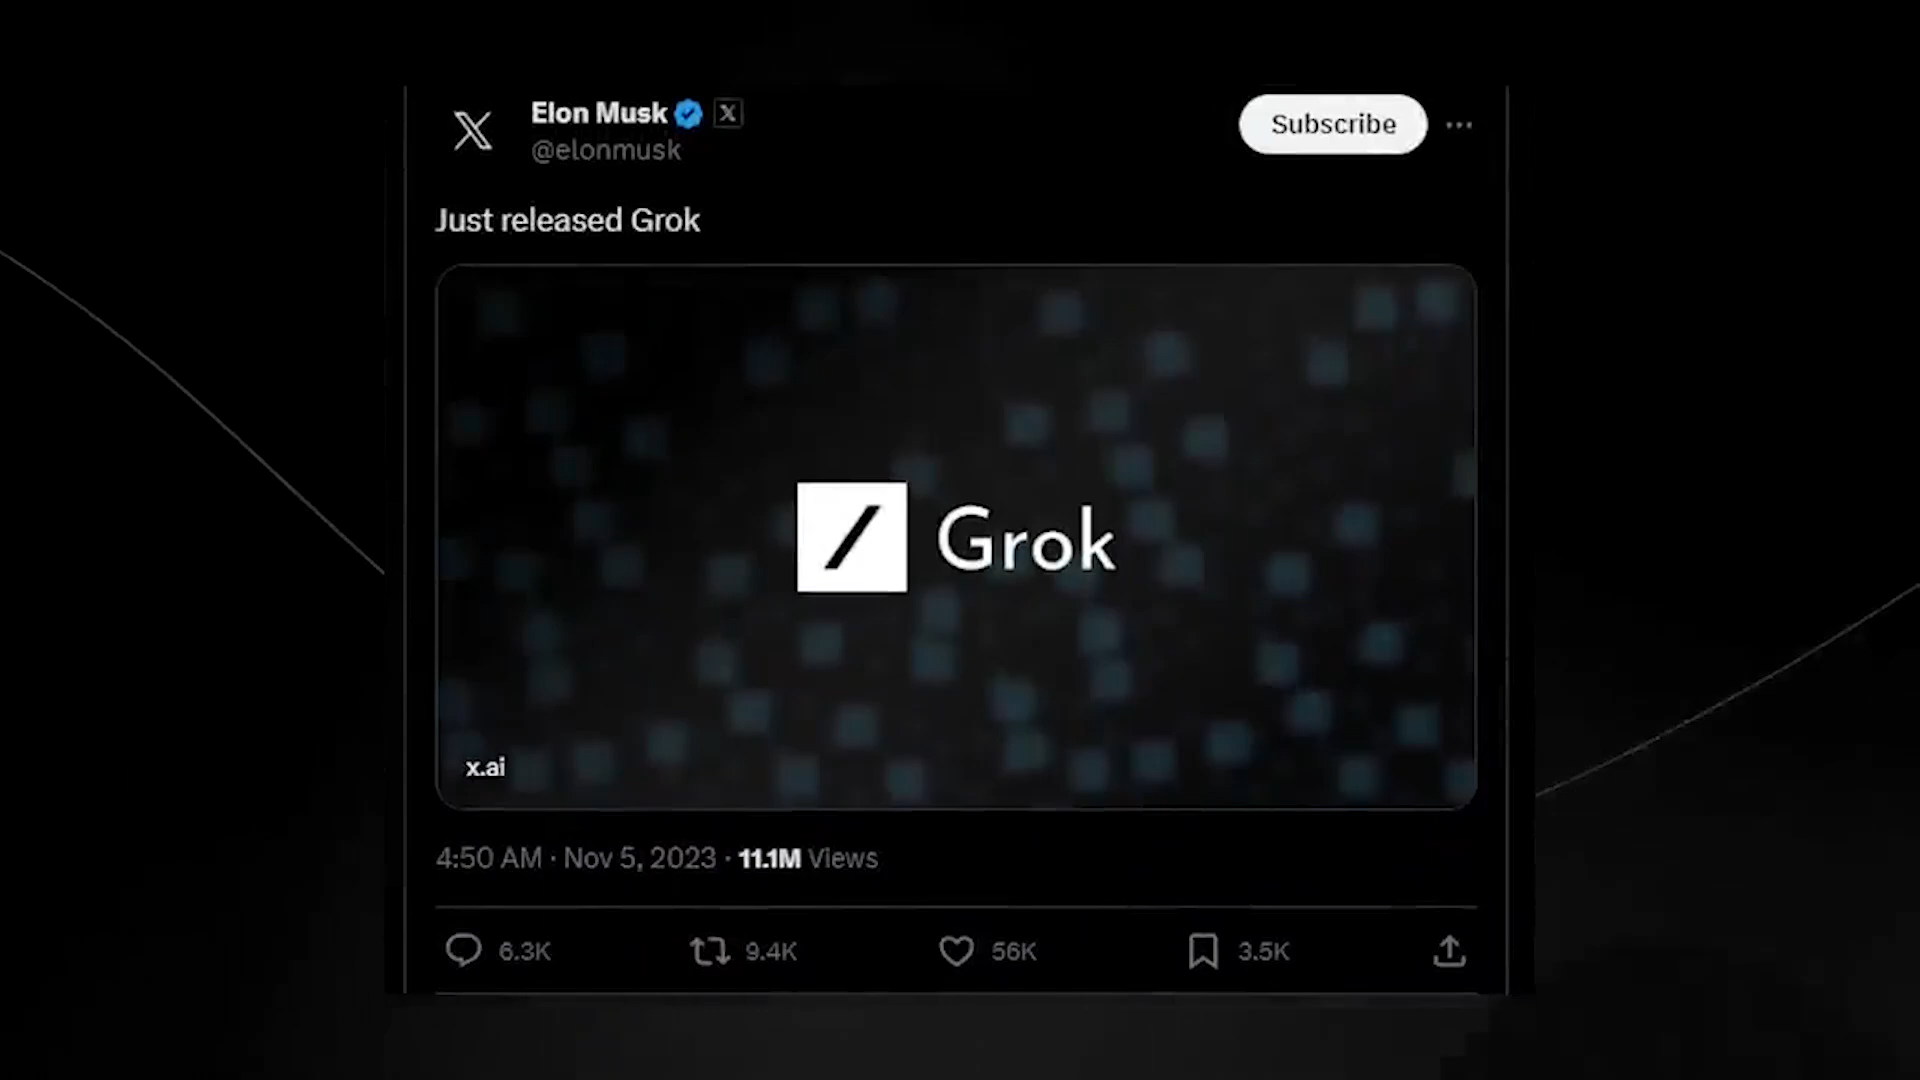 Elon Musk
@elonmusk
Subscribe
Just released Grok
Grok
x.ai
4:50 AM · Nov 5, 2023 · 11.1M Views
6.3K 9.4K 56K 3.5K